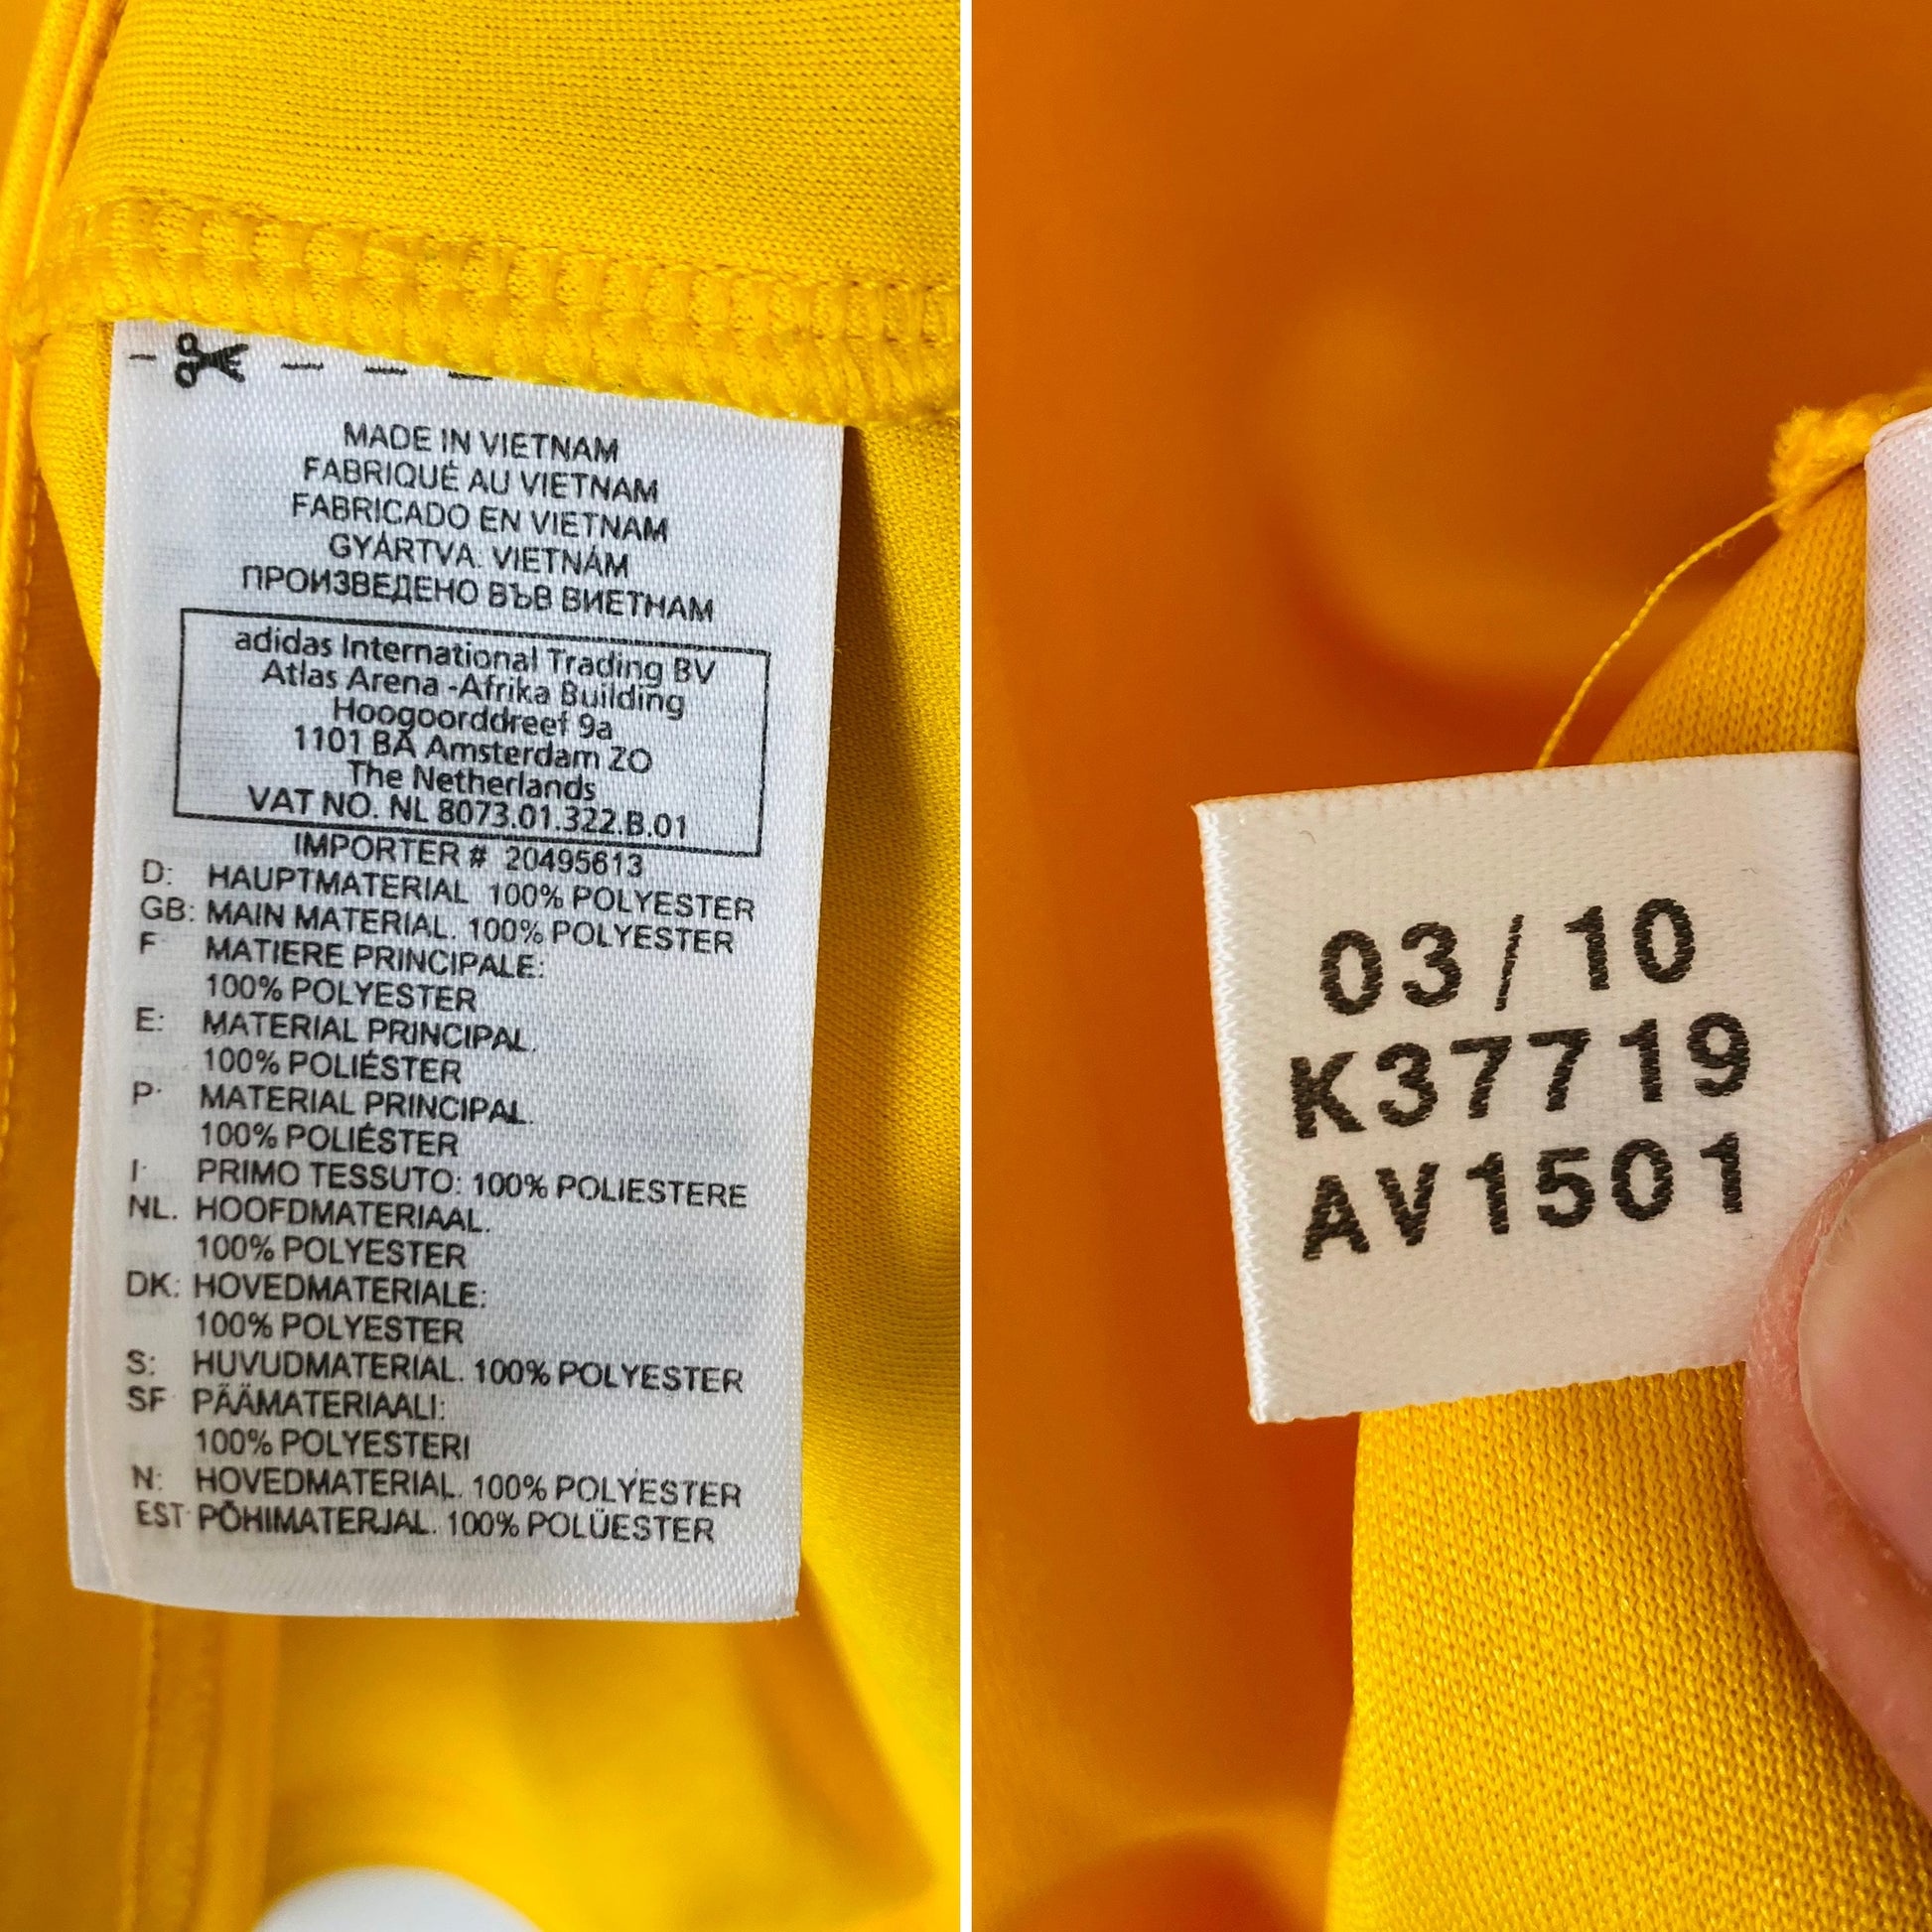 MADE IN VIETNAM
FABRIQUÉ AU VIETNAM
FABRICADO EN VIETNAM
GYÁRTVA: VIETNÁM
ПРОИЗВЕДЕНО ВЪВ ВИЕТНАМ
adidas International Trading BV
Atlas Arena -Afrika Building
Hoogoorddreef 9a
1101 BA Amsterdam ZO
The Netherlands
VAT NO. NL 8073.01.322.B.01
IMPORTER # 20495613
D: HAUPTMATERIAL 100% POLYESTER
GB: MAIN MATERIAL. 100% POLYESTER
F MATIERE PRINCIPALE:
100% POLYESTER
E: MATERIAL PRINCIPAL.
100% POLIÉSTER
P: MATERIAL PRINCIPAL.
100% POLIÉSTER
I: PRIMO TESSUTO: 100% POLIESTERE
NL. HOOFDMATERIAAL.
100% POLYESTER
DK: HOVEDMATERIALE:
100% POLYESTER
S: HUVUDMATERIAL. 100% POLYESTER
SF PÄÄMATERIAALI:
100% POLYESTERI
N: HOVEDMATERIAL. 100% POLYESTER
EST: PÕHIMATERJAL. 100% POLÜESTER
03/10
K37719
AV1501